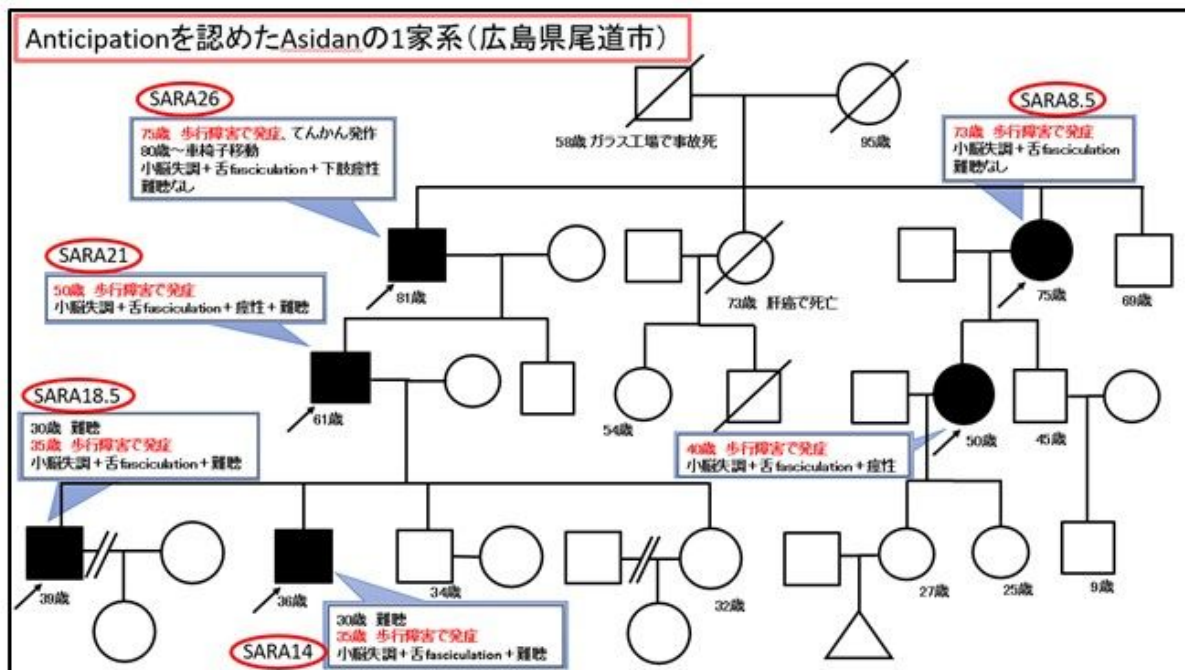 Anticipationを認めたAsidanの1家系(広島県尾道市)
SARA26
75歳 歩行障害で発症、てんかん発作
80歳～車椅子移動
小脳失調+舌fasciculation+下肢痙性
難聴なし
58歳 ガラス工場で事故死
95歳
SARA8.5
73歳 歩行障害で発症
小脳失調+舌fasciculation
難聴なし
SARA21
50歳 歩行障害で発症
小脳失調+舌fasciculation+痙性+難聴
81歳
73歳 肝癌で死亡
75歳
69歳
SARA18.5
30歳 難聴
35歳 歩行障害で発症
小脳失調+舌fasciculation+難聴
61歳
54歳
40歳 歩行障害で発症
小脳失調+舌fasciculation+痙性
50歳
45歳
39歳
36歳
34歳
32歳
27歳
25歳
9歳
SARA14
30歳 難聴
35歳 歩行障害で発症
小脳失調+舌fasciculation+難聴